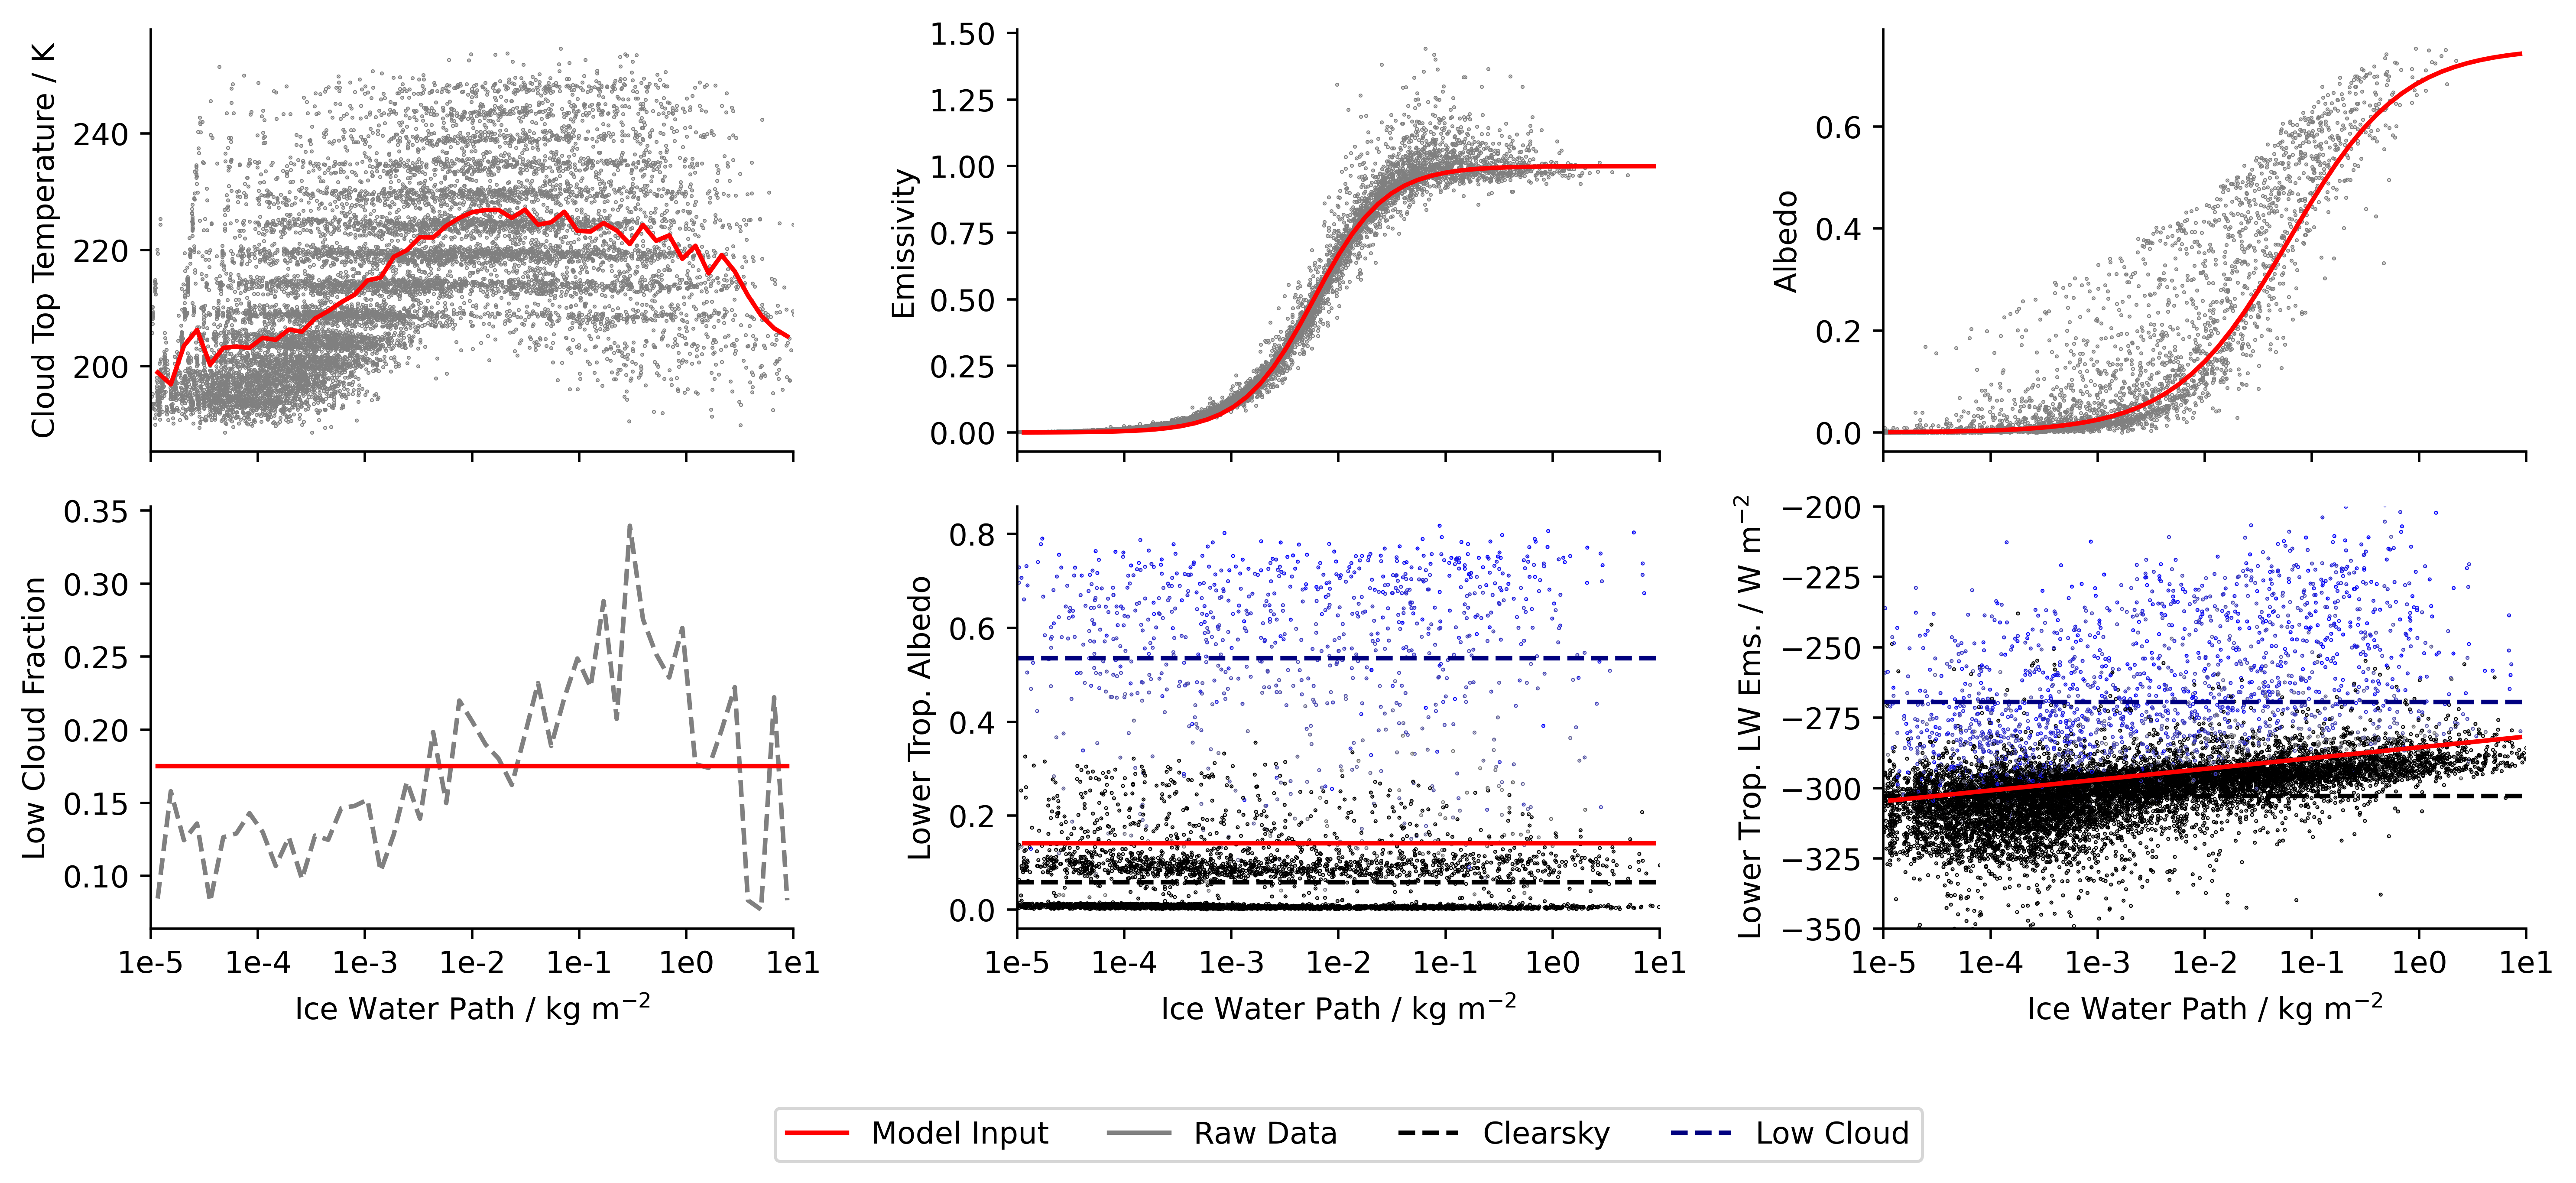 Cloud Top Temperature / K
240
220
200
1e-5 1e-4 1e-3 1e-2 1e-1 1e0 1e1
Emissivity
1.50
1.25
1.00
0.75
0.50
0.25
0.00
Albedo
0.6
0.4
0.2
0.0
Low Cloud Fraction
0.35
0.30
0.25
0.20
0.15
0.10
Ice Water Path / kg m⁻²
Lower Trop. Albedo
0.8
0.6
0.4
0.2
0.0
1e-5 1e-4 1e-3 1e-2 1e-1 1e0 1e1
Ice Water Path / kg m⁻²
Lower Trop. LW Ems. / W m⁻²
−200
−225
−250
−275
−300
−325
−350
1e-5 1e-4 1e-3 1e-2 1e-1 1e0 1e1
Ice Water Path / kg m⁻²
Model Input Raw Data Clearsky Low Cloud